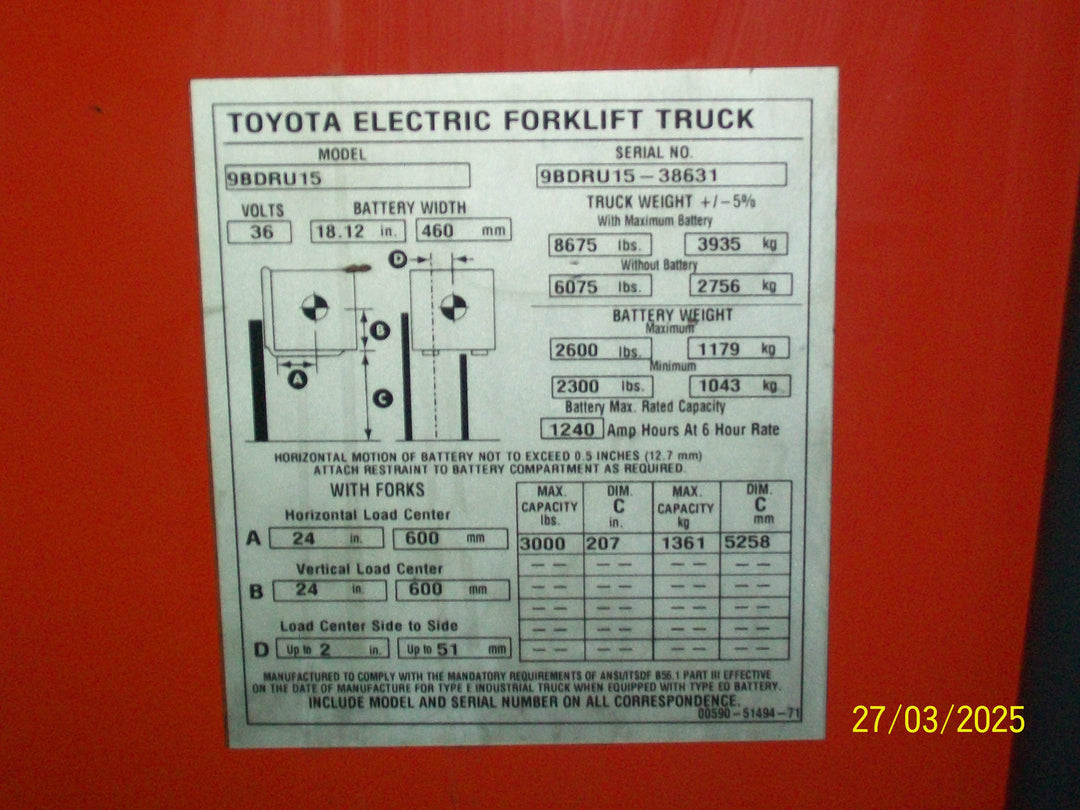 TOYOTA ELECTRIC FORKLIFT TRUCK
MODEL
9BDRU15
SERIAL NO.
9BDRU15-38631
VOLTS
36
BATTERY WIDTH
18.12 in. 460 mm
TRUCK WEIGHT +/-5%
With Maximum Battery
8675 lbs. 3935 kg
Without Battery
6075 lbs. 2756 kg
BATTERY WEIGHT
Maximum
2600 lbs. 1179 kg
Minimum
2300 lbs. 1043 kg
Battery Max. Rated Capacity
1240 Amp Hours At 6 Hour Rate
D
B
A
C
HORIZONTAL MOTION OF BATTERY NOT TO EXCEED 0.5 INCHES (12.7 mm)
ATTACH RESTRAINT TO BATTERY COMPARTMENT AS REQUIRED.
WITH FORKS
Horizontal Load Center
A 24 in. 600 mm
Vertical Load Center
B 24 in. 600 mm
Load Center Side to Side
D Up to 2 in. Up to 51 mm
MAX. CAPACITY lbs. DIM. C in. MAX. CAPACITY kg DIM. C mm
3000 207 1361 5258
-- -- -- --
-- -- -- --
-- -- -- --
-- -- -- --
-- -- -- --
MANUFACTURED TO COMPLY WITH THE MANDATORY REQUIREMENTS OF ANSI/ITSDF B56.1 PART III EFFECTIVE
ON THE DATE OF MANUFACTURE FOR TYPE E INDUSTRIAL TRUCK WHEN EQUIPPED WITH TYPE EO BATTERY.
INCLUDE MODEL AND SERIAL NUMBER ON ALL CORRESPONDENCE.
00590-51494-71
27/03/2025